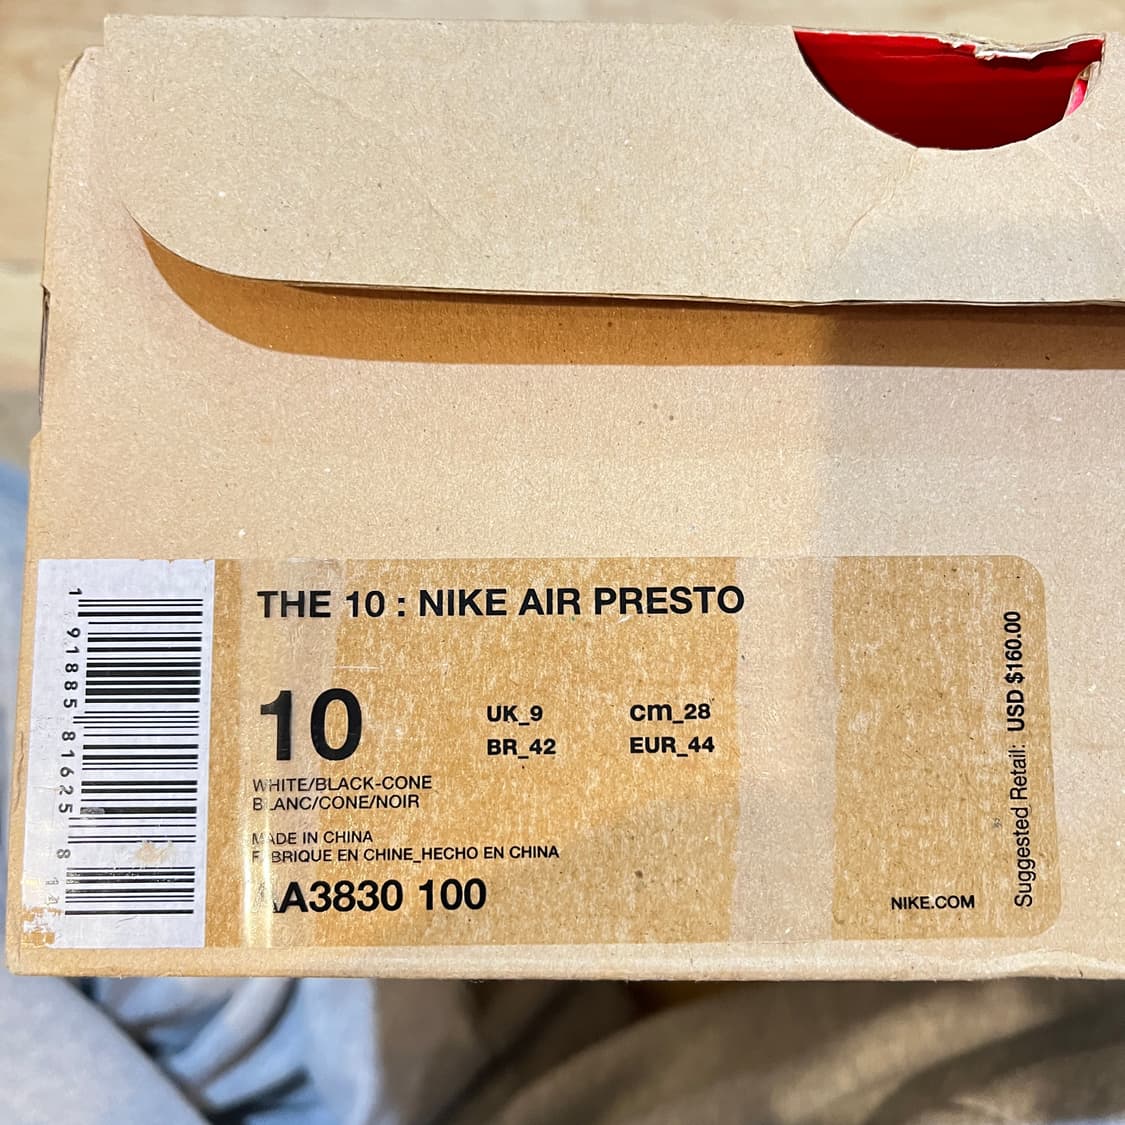 THE 10 : NIKE AIR PRESTO
10
UK_9 cm_28
BR_42 EUR_44
WHITE/BLACK-CONE
BLANC/CONE/NOIR
MADE IN CHINA
FABRIQUE EN CHINE_HECHO EN CHINA
AA3830 100
NIKE.COM
Suggested Retail: USD $160.00
1 91885 81625 8